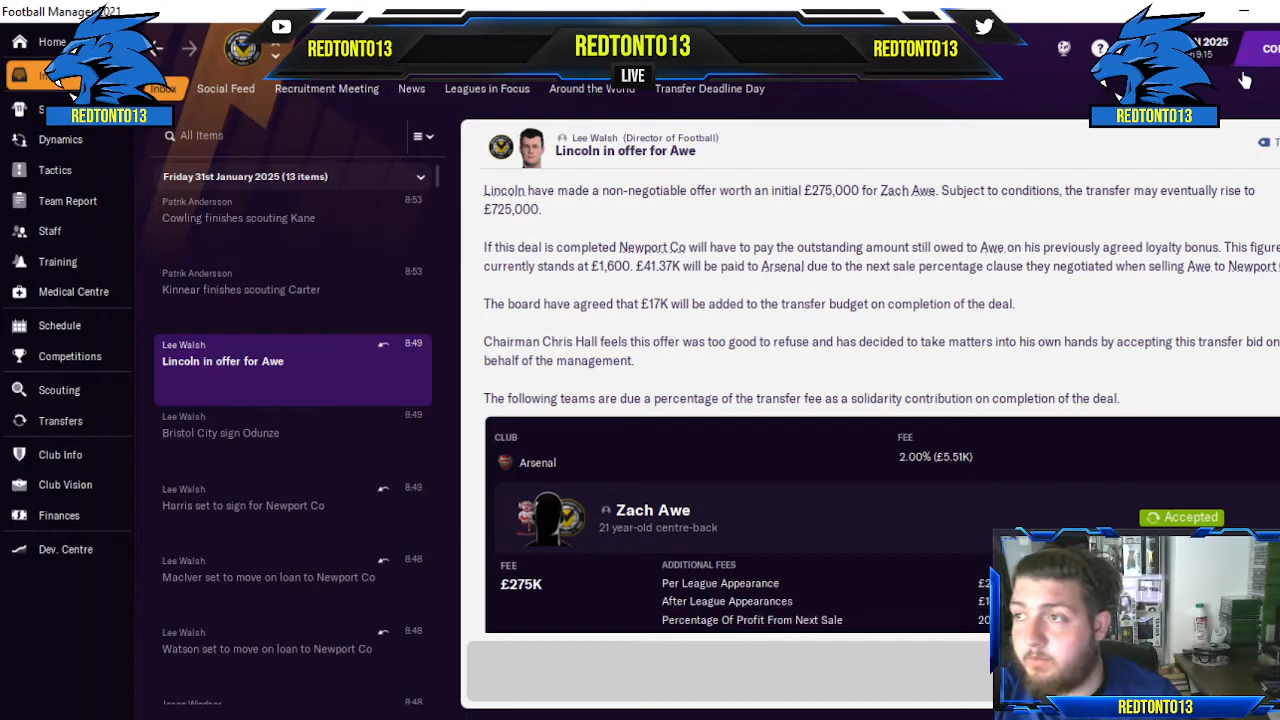 Football Manager 2021
REDTONTO13
REDTONTO13
REDTONTO13
LIVE
REDTONTO13
REDTONTO13
Home
2025
9:15
Inbox
Social Feed
Recruitment Meeting
News
Leagues in Focus
Around the World
Transfer Deadline Day
Dynamics
Tactics
Team Report
Staff
Training
Medical Centre
Schedule
Competitions
Scouting
Transfers
Club Info
Club Vision
Finances
Dev. Centre
All Items
Friday 31st January 2025 (13 items)
Patrik Andersson 8:53
Cowling finishes scouting Kane
Patrik Andersson 8:53
Kinnear finishes scouting Carter
Lee Walsh 8:49
Lincoln in offer for Awe
Lee Walsh 8:49
Bristol City sign Odunze
Lee Walsh 8:49
Harris set to sign for Newport Co
Lee Walsh 8:48
MacIver set to move on loan to Newport Co
Lee Walsh 8:48
Watson set to move on loan to Newport Co
Jason Windsor 8:48
Lee Walsh (Director of Football)
Lincoln in offer for Awe
Lincoln have made a non-negotiable offer worth an initial £275,000 for Zach Awe. Subject to conditions, the transfer may eventually rise to
£725,000.
If this deal is completed Newport Co will have to pay the outstanding amount still owed to Awe on his previously agreed loyalty bonus. This figure
currently stands at £1,600. £41.37K will be paid to Arsenal due to the next sale percentage clause they negotiated when selling Awe to Newport
The board have agreed that £17K will be added to the transfer budget on completion of the deal.
Chairman Chris Hall feels this offer was too good to refuse and has decided to take matters into his own hands by accepting this transfer bid on
behalf of the management.
The following teams are due a percentage of the transfer fee as a solidarity contribution on completion of the deal.
CLUB FEE
Arsenal 2.00% (£5.51K)
Zach Awe
21 year-old centre-back
Accepted
FEE ADDITIONAL FEES
£275K Per League Appearance
After League Appearances
Percentage Of Profit From Next Sale
REDTONTO13